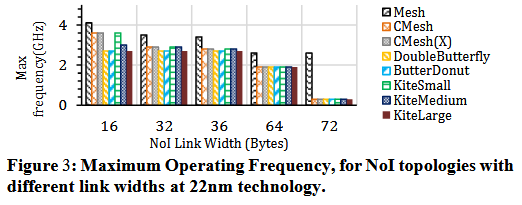 Max
frequency(GHz)
4
2
0
16 32 36 64 72
NoI Link Width (Bytes)
Mesh
CMesh
CMesh(X)
DoubleButterfly
ButterDonut
KiteSmall
KiteMedium
KiteLarge
Figure 3: Maximum Operating Frequency, for NoI topologies with
different link widths at 22nm technology.